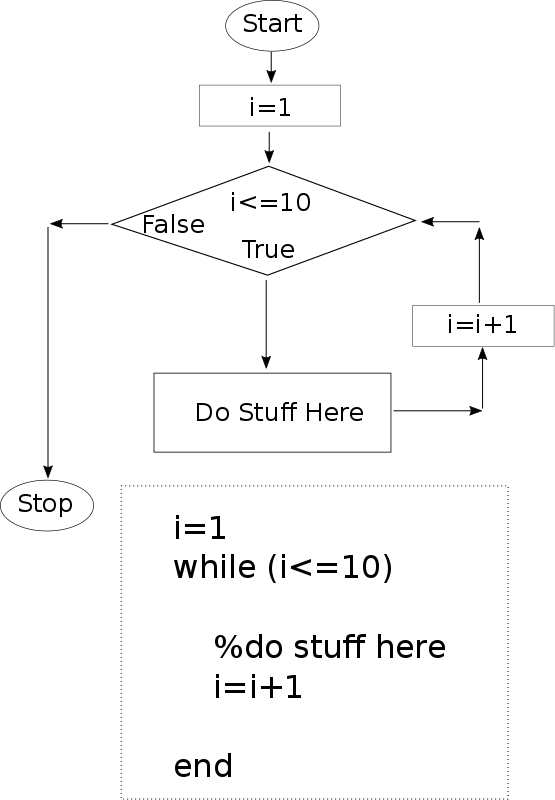 Start
i=1
i<=10
False
True
i=i+1
Do Stuff Here
Stop
i=1
while (i<=10)
%do stuff here
i=i+1
end